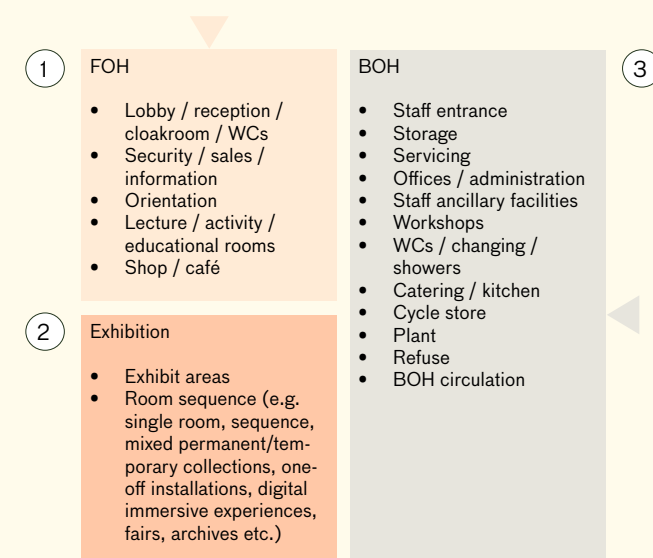 1
FOH
• Lobby / reception /
cloakroom / WCs
• Security / sales /
information
• Orientation
• Lecture / activity /
educational rooms
• Shop / café
2
Exhibition
• Exhibit areas
• Room sequence (e.g.
single room, sequence,
mixed permanent/tem-
porary collections, one-
off installations, digital
immersive experiences,
fairs, archives etc.)
3
BOH
• Staff entrance
• Storage
• Servicing
• Offices / administration
• Staff ancillary facilities
• Workshops
• WCs / changing /
showers
• Catering / kitchen
• Cycle store
• Plant
• Refuse
• BOH circulation